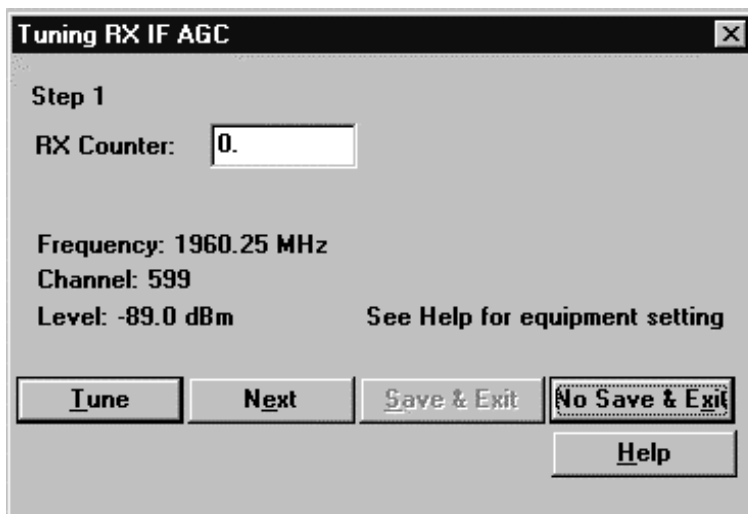 Tuning RX IF AGC
Step 1
RX Counter: 0.
Frequency: 1960.25 MHz
Channel: 599
Level: -89.0 dBm See Help for equipment setting
Tune Next Save & Exit No Save & Exit
Help